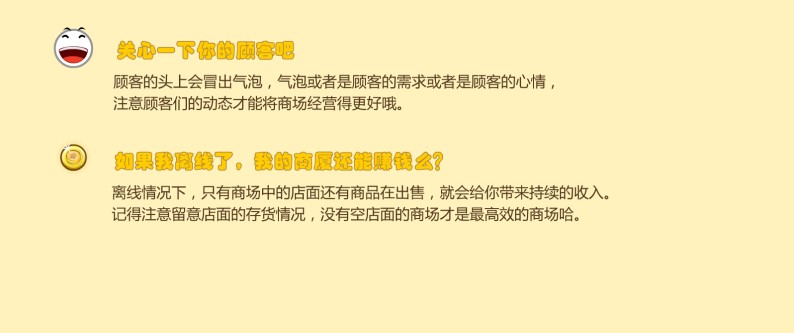 关心一下你的顾客吧
顾客的头上会冒出气泡，气泡或者是顾客的需求或者是顾客的心情，
注意顾客们的动态才能将商场经营得更好哦。
如果我离线了，我的商厦还能赚钱么?
离线情况下，只有商场中的店面还有商品在出售，就会给你带来持续的收入。
记得注意留意店面的存货情况，没有空店面的商场才是最高效的商场哈。